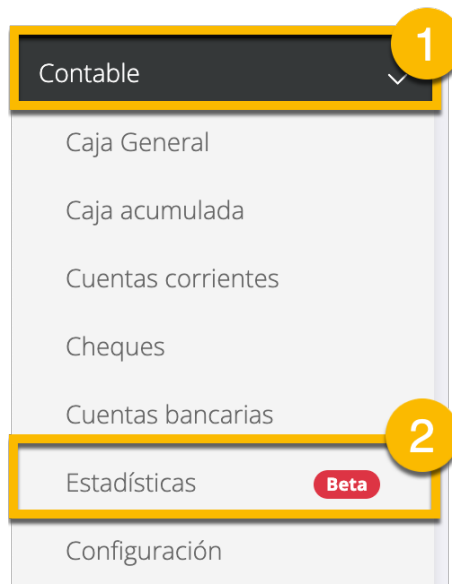 1
Contable
Caja General
Caja acumulada
Cuentas corrientes
Cheques
Cuentas bancarias
2
Estadísticas Beta
Configuración